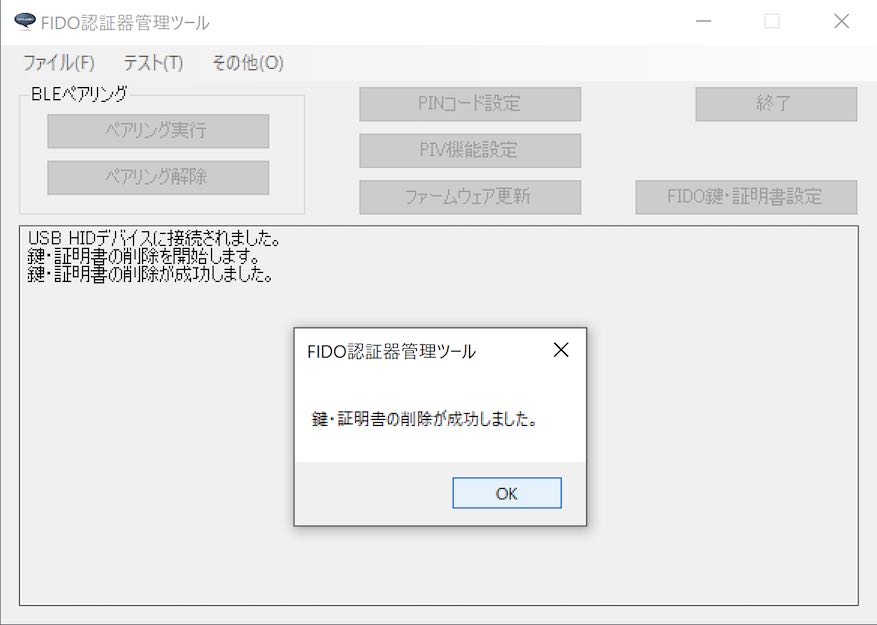 FIDO認証器管理ツール
ファイル(F) テスト(T) その他(O)
BLEペアリング
ペアリング実行
ペアリング解除
PINコード設定
PIV機能設定
ファームウェア更新
終了
FIDO鍵・証明書設定
USB HIDデバイスに接続されました。
鍵・証明書の削除を開始します。
鍵・証明書の削除が成功しました。
FIDO認証器管理ツール
鍵・証明書の削除が成功しました。
OK